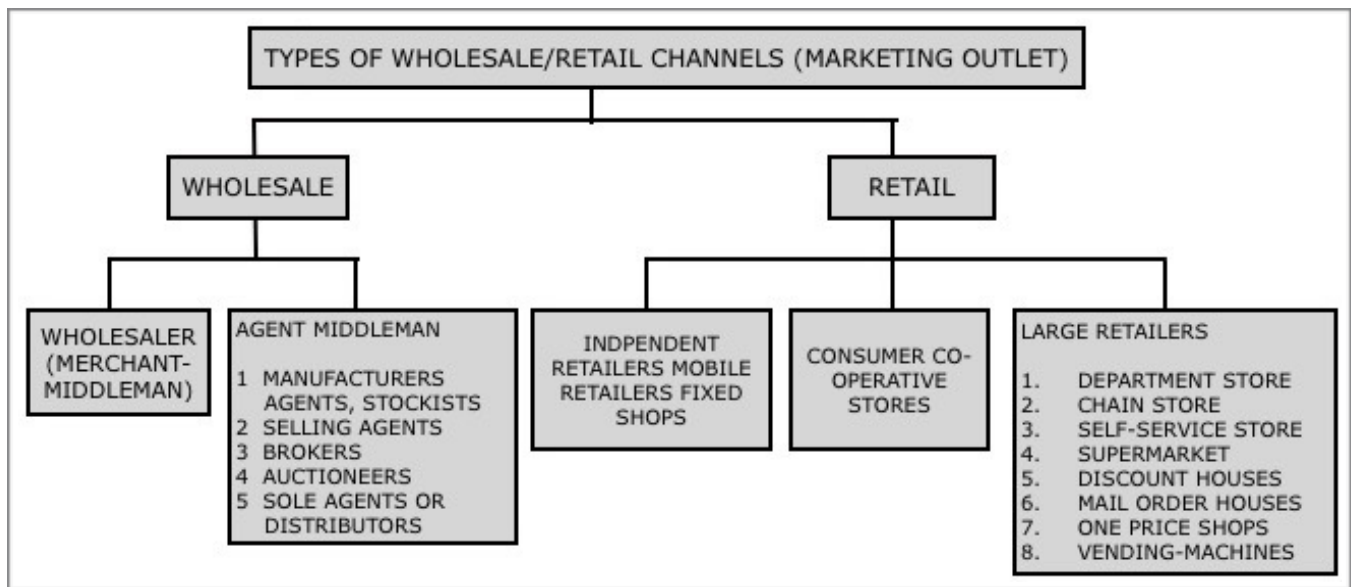 TYPES OF WHOLESALE/RETAIL CHANNELS (MARKETING OUTLET)
WHOLESALE
RETAIL
WHOLESALER
(MERCHANT-
MIDDLEMAN)
AGENT MIDDLEMAN
1 MANUFACTURERS
AGENTS, STOCKISTS
2 SELLING AGENTS
3 BROKERS
4 AUCTIONEERS
5 SOLE AGENTS OR
DISTRIBUTORS
INDPENDENT
RETAILERS MOBILE
RETAILERS FIXED
SHOPS
CONSUMER CO-
OPERATIVE
STORES
LARGE RETAILERS
1. DEPARTMENT STORE
2. CHAIN STORE
3. SELF-SERVICE STORE
4. SUPERMARKET
5. DISCOUNT HOUSES
6. MAIL ORDER HOUSES
7. ONE PRICE SHOPS
8. VENDING-MACHINES